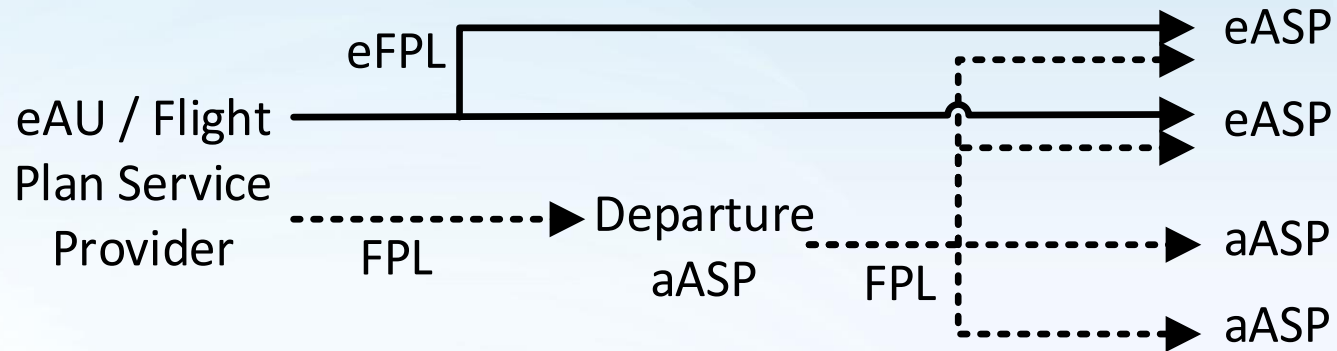 eFPL
eASP
eAU / Flight
Plan Service
Provider
eASP
FPL
Departure
aASP
FPL
aASP
aASP